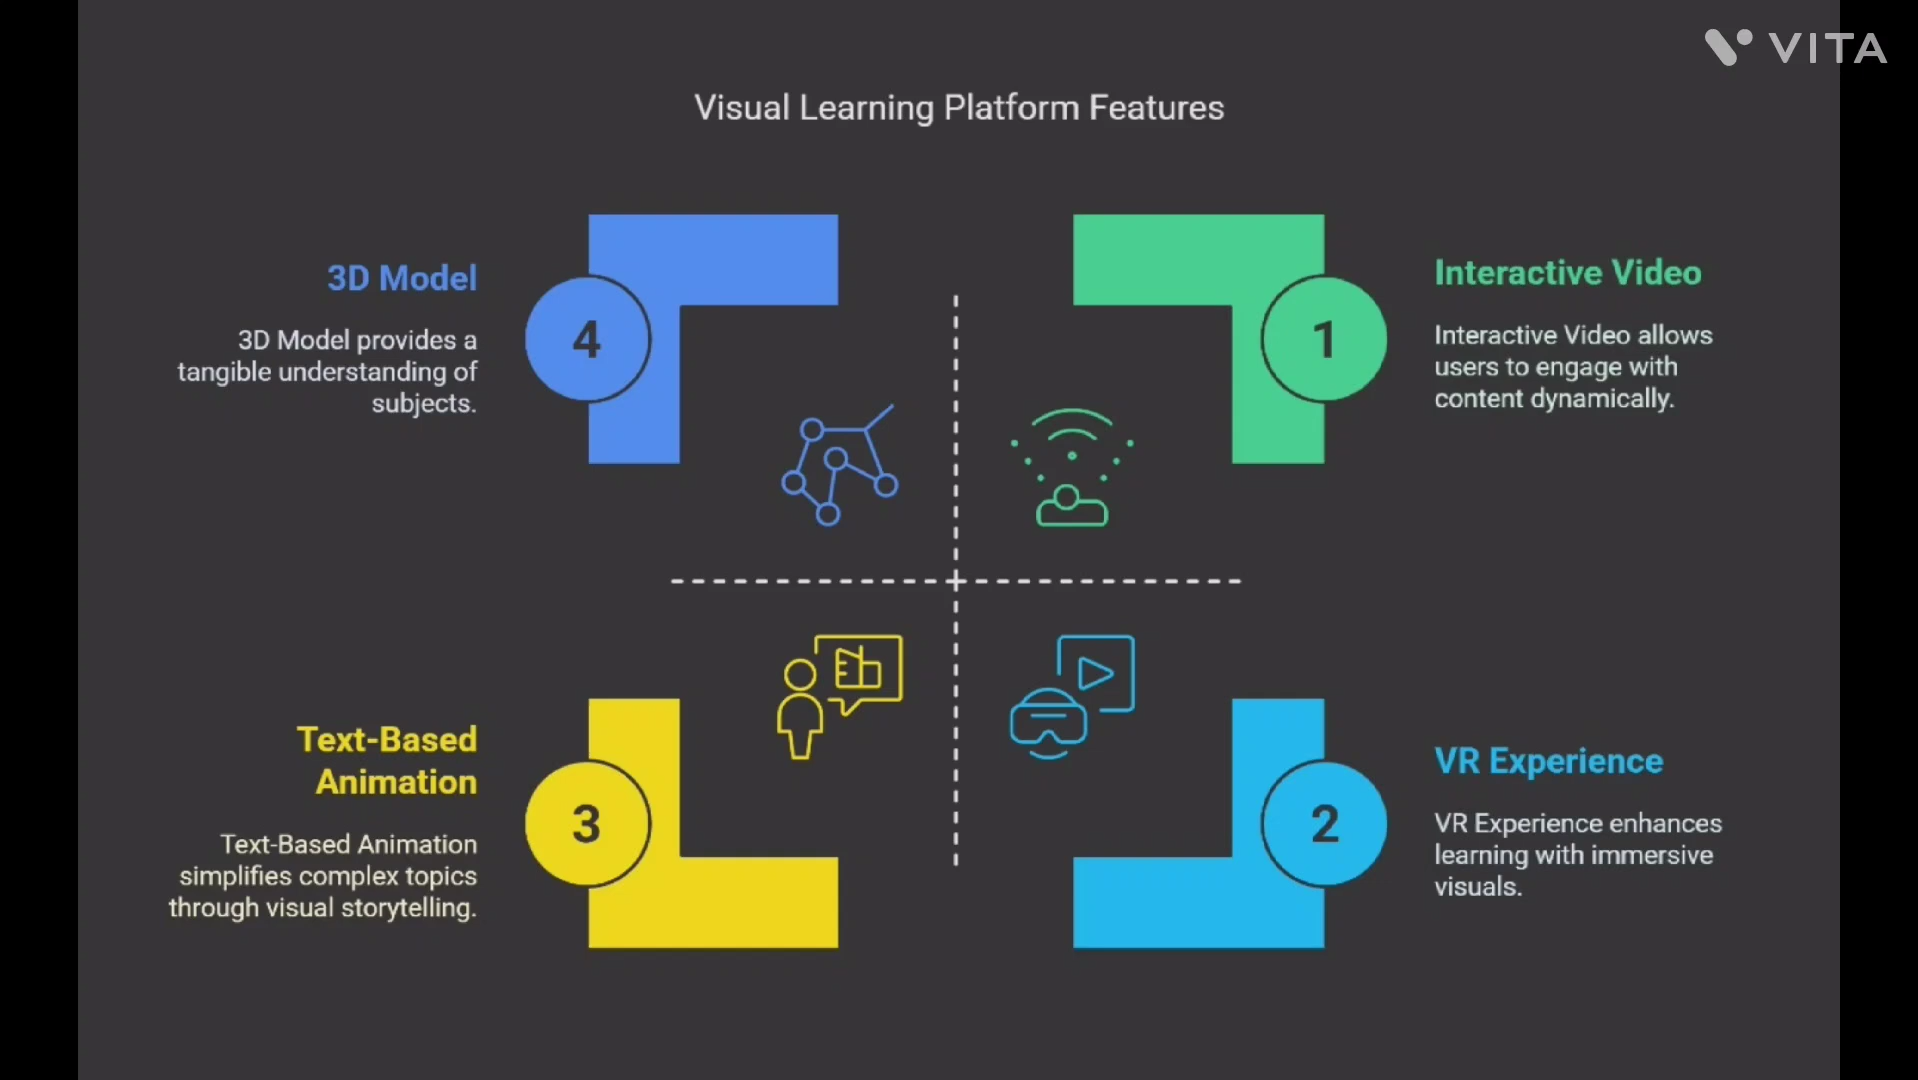 VITA
Visual Learning Platform Features
3D Model
3D Model provides a
tangible understanding of
subjects.
4
1
Interactive Video
Interactive Video allows
users to engage with
content dynamically.
Text-Based
Animation
Text-Based Animation
simplifies complex topics
through visual storytelling.
3
2
VR Experience
VR Experience enhances
learning with immersive
visuals.